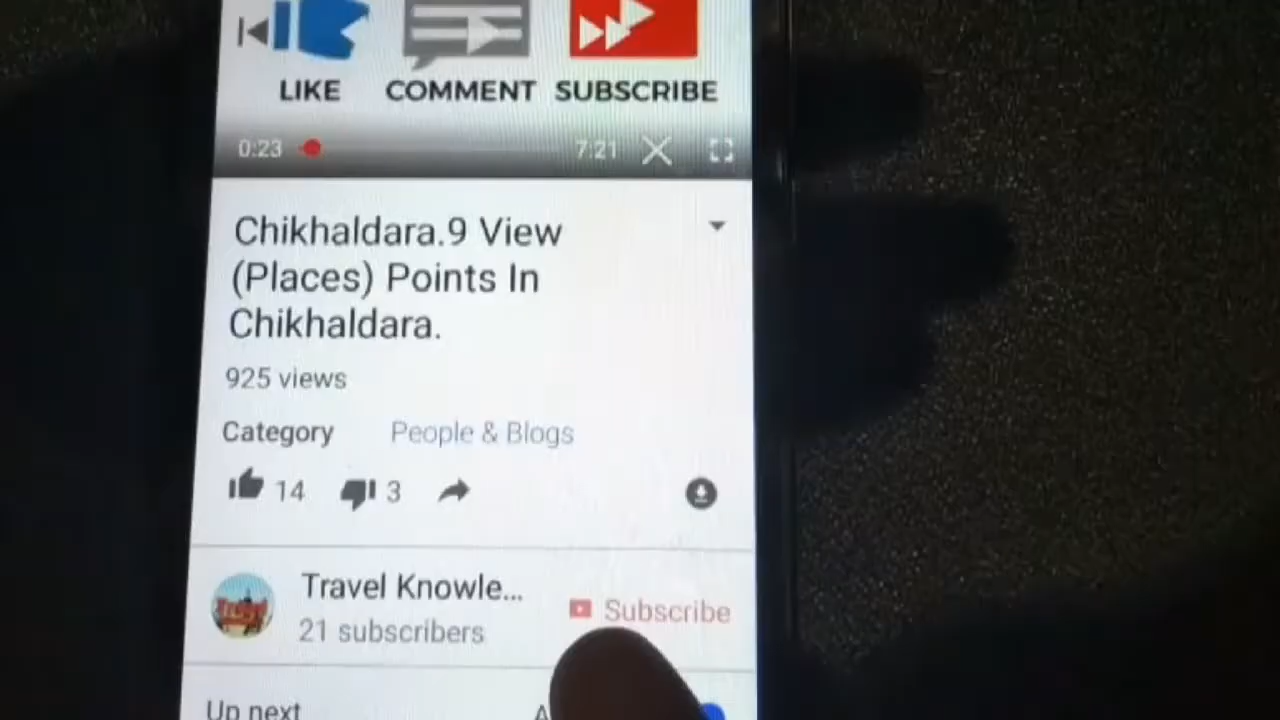 LIKE COMMENT SUBSCRIBE
0:23 7:21
Chikhaldara.9 View
(Places) Points In
Chikhaldara.
925 views
Category People & Blogs
14 3
Travel Knowle...
Subscribe
21 subscribers
Up next